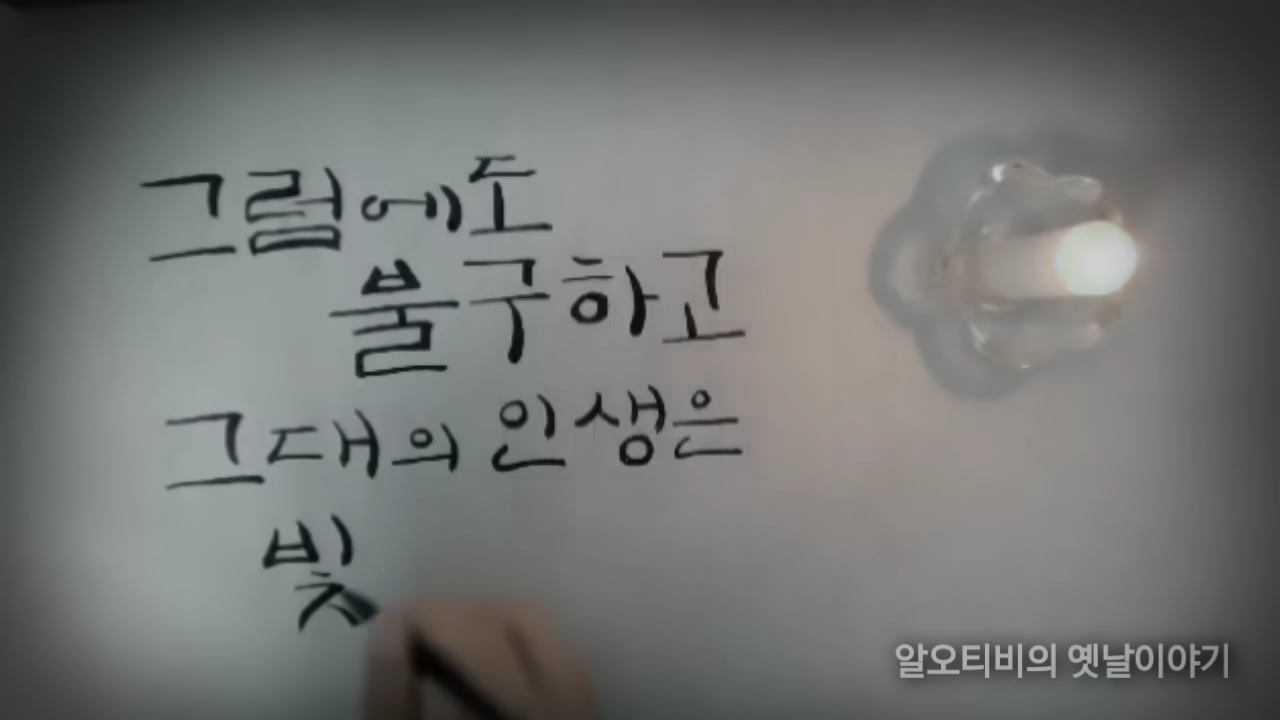 그럼에도
불구하고
그대의 인생은
빛
알오티비의 옛날이야기